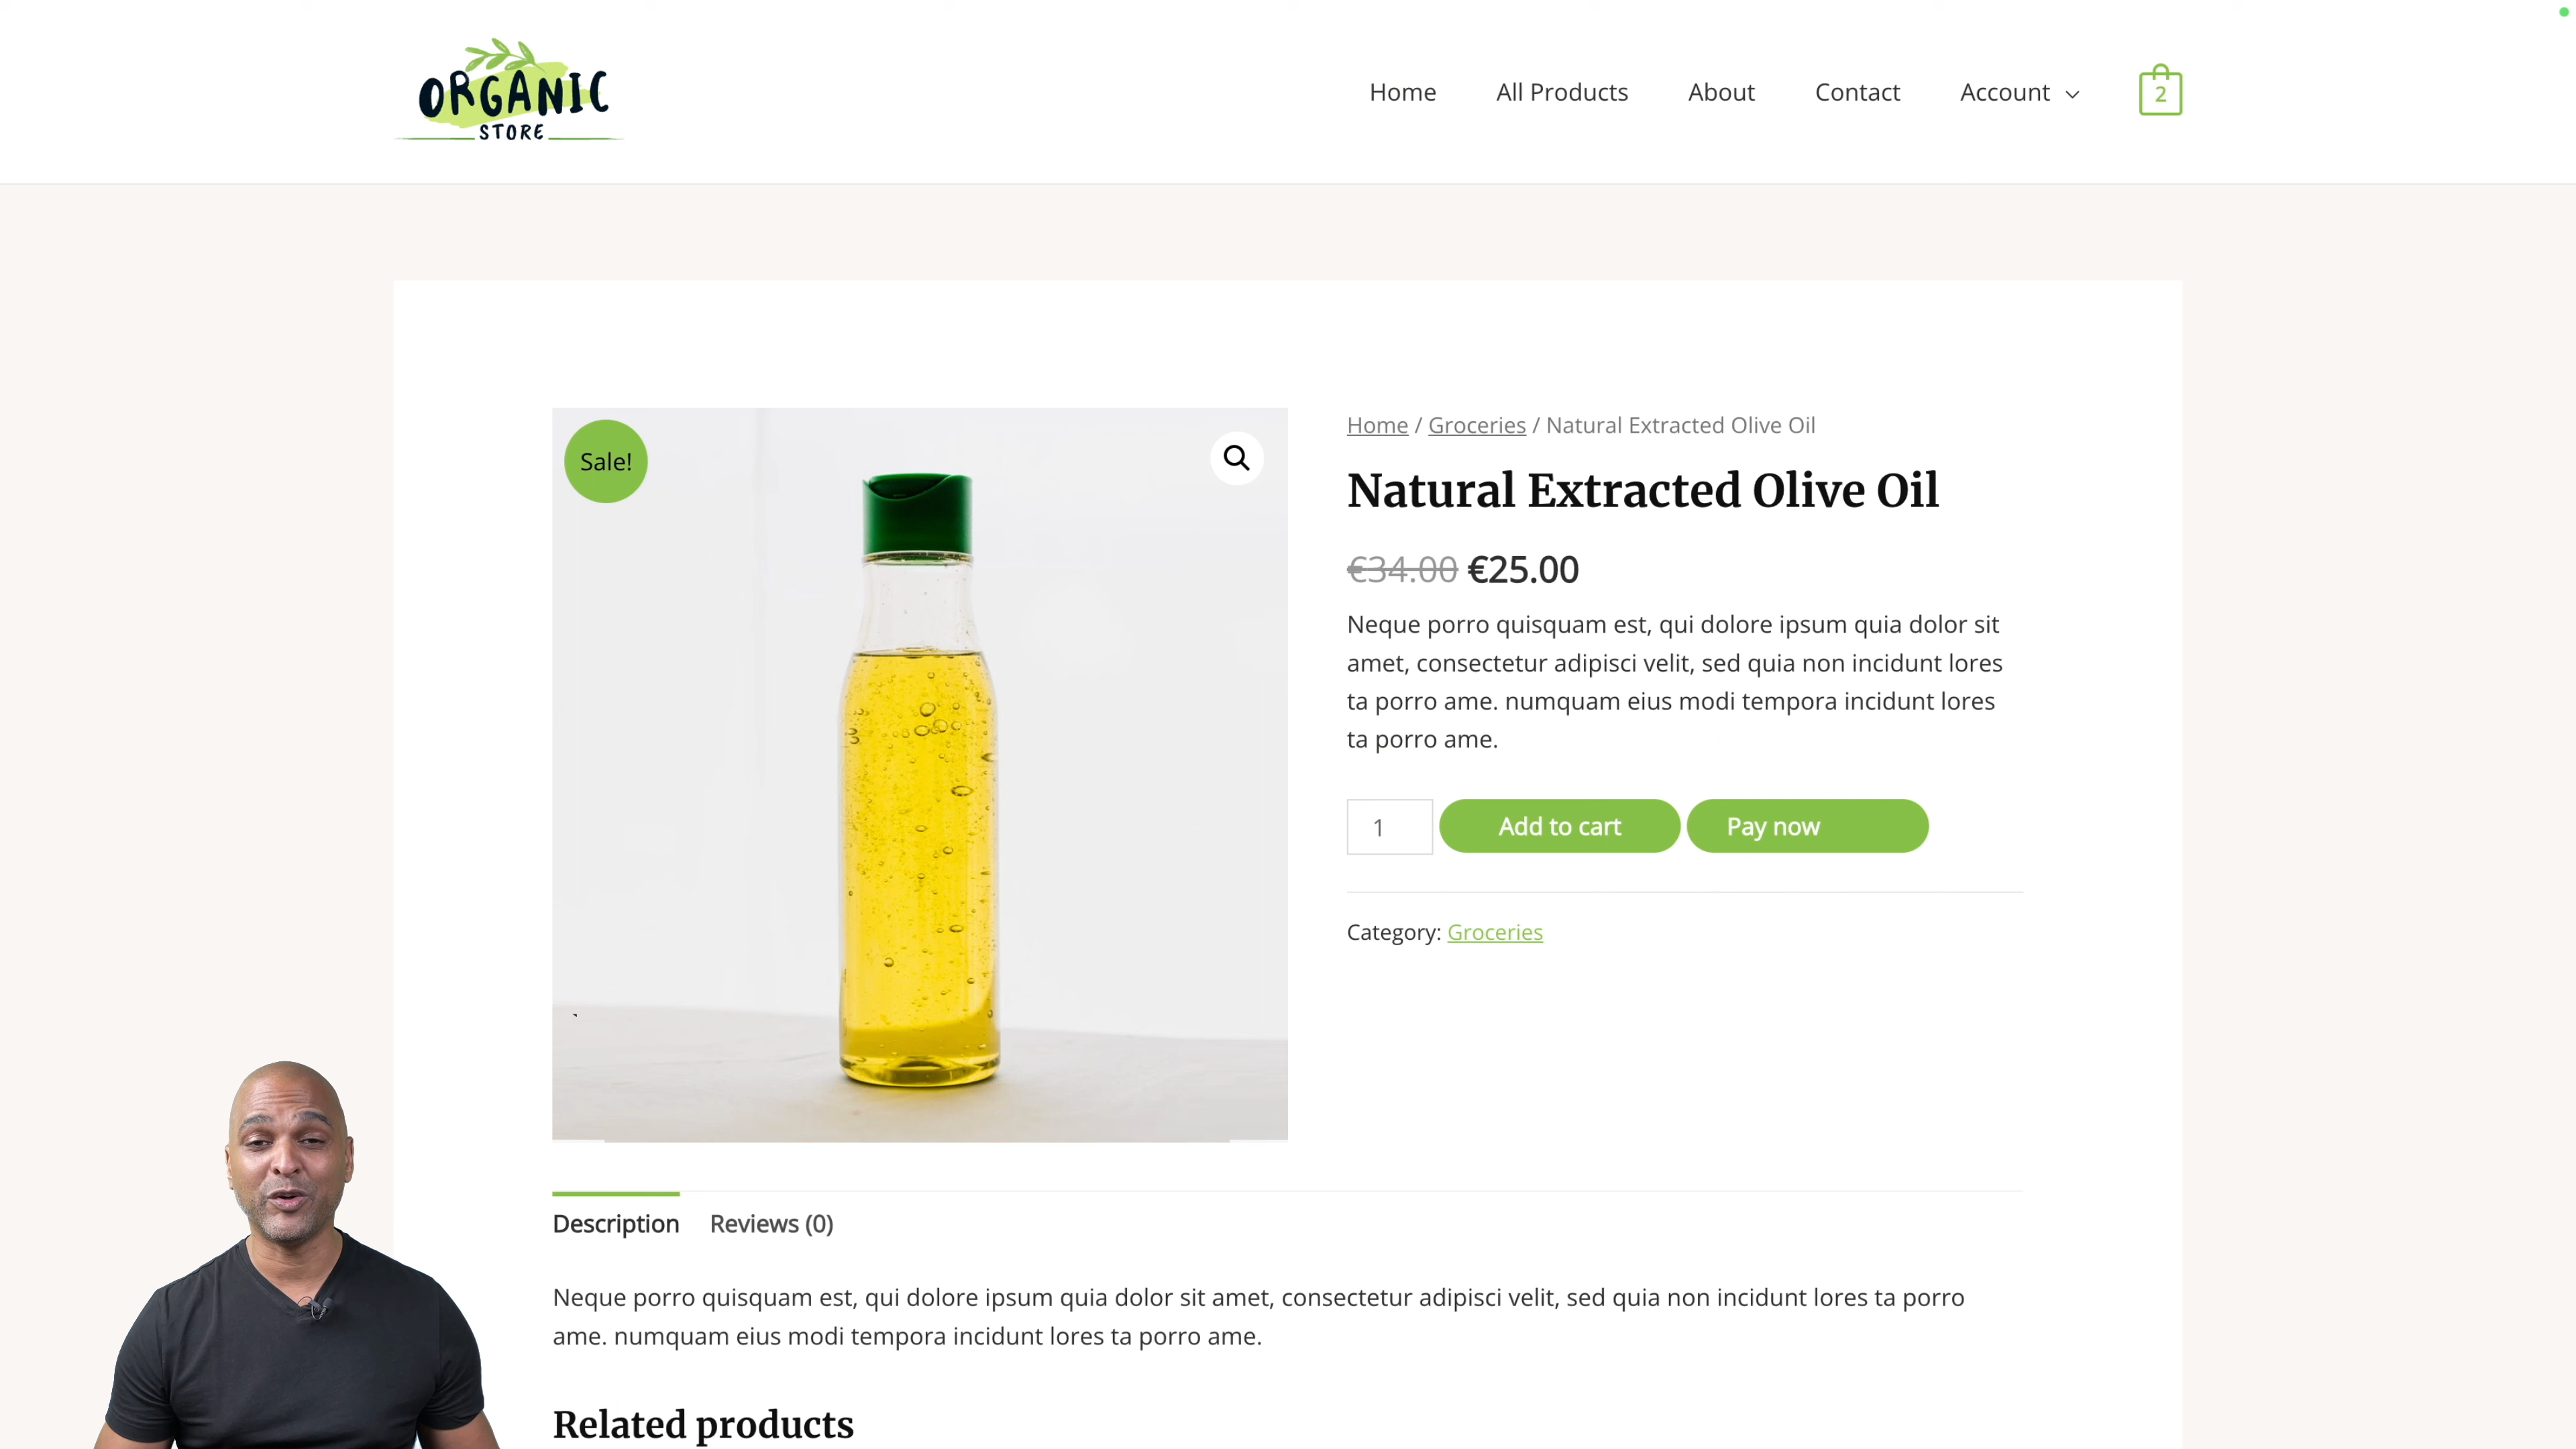 ORGANIC
STORE
Home
All Products
About
Contact
Account
2
Sale!
Home / Groceries / Natural Extracted Olive Oil
Natural Extracted Olive Oil
€34.00 €25.00
Neque porro quisquam est, qui dolore ipsum quia dolor sit
amet, consectetur adipisci velit, sed quia non incidunt lores
ta porro ame. numquam eius modi tempora incidunt lores
ta porro ame.
1
Add to cart
Pay now
Category: Groceries
Description
Reviews (0)
Neque porro quisquam est, qui dolore ipsum quia dolor sit amet, consectetur adipisci velit, sed quia non incidunt lores ta porro
ame. numquam eius modi tempora incidunt lores ta porro ame.
Related products